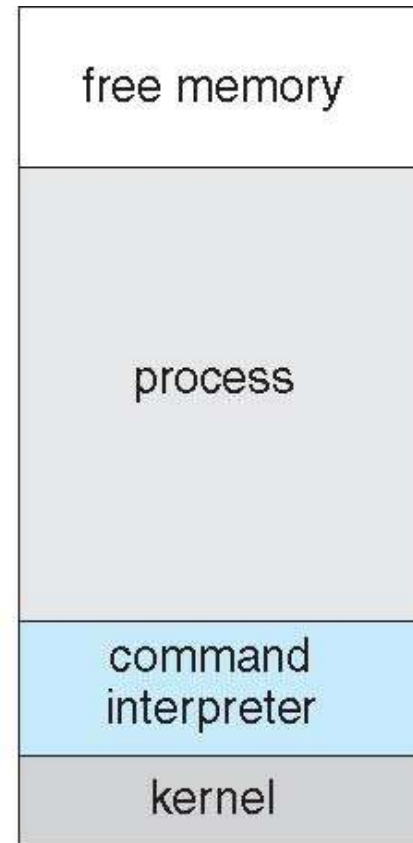 free memory
process
command
interpreter
kernel